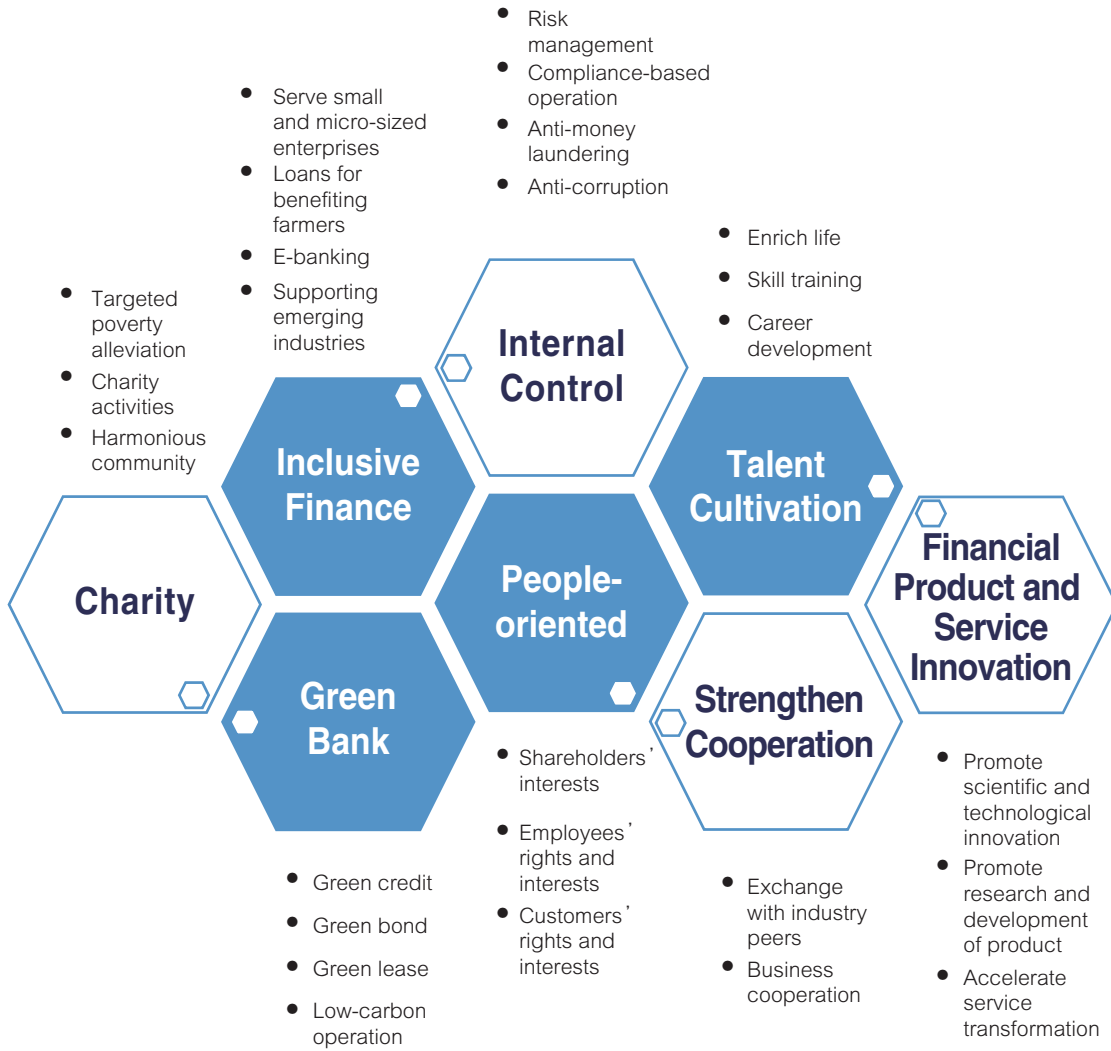 • Risk
management
• Compliance-based
operation
• Anti-money
laundering
• Anti-corruption
• Serve small
and micro-sized
enterprises
• Loans for
benefiting
farmers
• E-banking
• Supporting
emerging
industries
• Enrich life
• Skill training
• Career
development
• Targeted
poverty
alleviation
• Charity
activities
• Harmonious
community
Internal
Control
Inclusive
Finance
Talent
Cultivation
Charity
People-
oriented
Financial
Product and
Service
Innovation
Green
Bank
Strengthen
Cooperation
• Green credit
• Green bond
• Green lease
• Low-carbon
operation
• Shareholders’
interests
• Employees’
rights and
interests
• Customers’
rights and
interests
• Exchange
with industry
peers
• Business
cooperation
• Promote
scientific and
technological
innovation
• Promote
research and
development
of product
• Accelerate
service
transformation